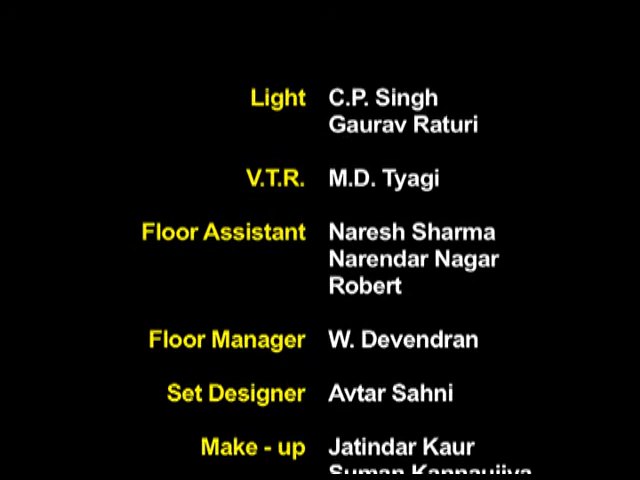 Light C.P. Singh
Gaurav Raturi
V.T.R. M.D. Tyagi
Floor Assistant Naresh Sharma
Narendar Nagar
Robert
Floor Manager W. Devendran
Set Designer Avtar Sahni
Make - up Jatindar Kaur
Suman